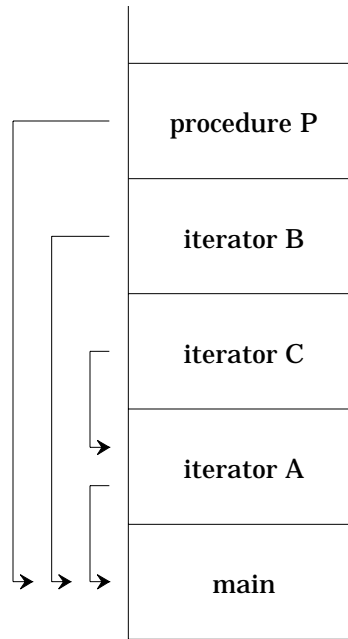 procedure P
iterator B
iterator C
iterator A
main